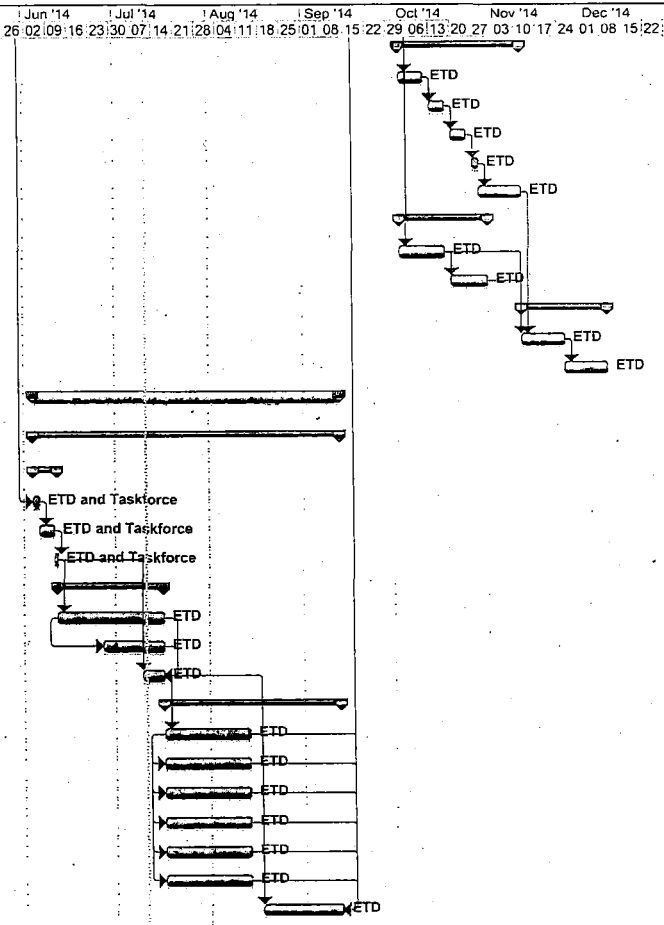 Jun '14 Jul '14 Aug '14 Sep '14 Oct '14 Nov '14 Dec '14
26 02 09 16 23 30 07 14 21 28 04 11 18 25 01 08 15 22 29 06 13 20 27 03 10 17 24 01 08 15 22
ETD
ETD
ETD
ETD
ETD
ETD
ETD
ETD
ETD
ETD and Taskforce
ETD and Taskforce
ETD and Taskforce
ETD
ETD
ETD
ETD
ETD
ETD
ETD
ETD
ETD
ETD